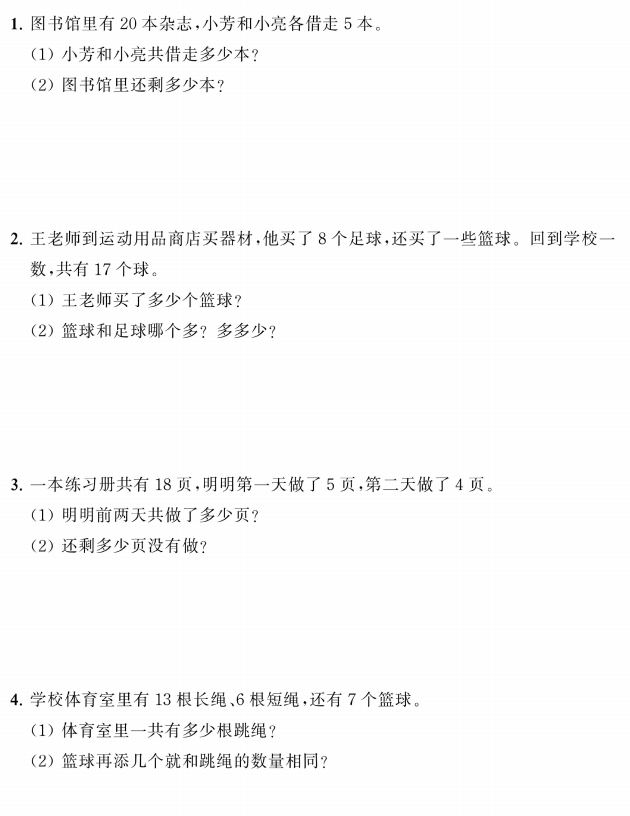 1. 图书馆里有 20 本杂志,小芳和小亮各借走 5 本。
(1) 小芳和小亮共借走多少本?
(2) 图书馆里还剩多少本?
2. 王老师到运动用品商店买器材,他买了 8 个足球,还买了一些篮球。回到学校一
数,共有 17 个球。
(1) 王老师买了多少个篮球?
(2) 篮球和足球哪个多? 多多少?
3. 一本练习册共有 18 页,明明第一天做了 5 页,第二天做了 4 页。
(1) 明明前两天共做了多少页?
(2) 还剩多少页没有做?
4. 学校体育室里有 13 根长绳、6 根短绳,还有 7 个篮球。
(1) 体育室里一共有多少根跳绳?
(2) 篮球再添几个就和跳绳的数量相同?